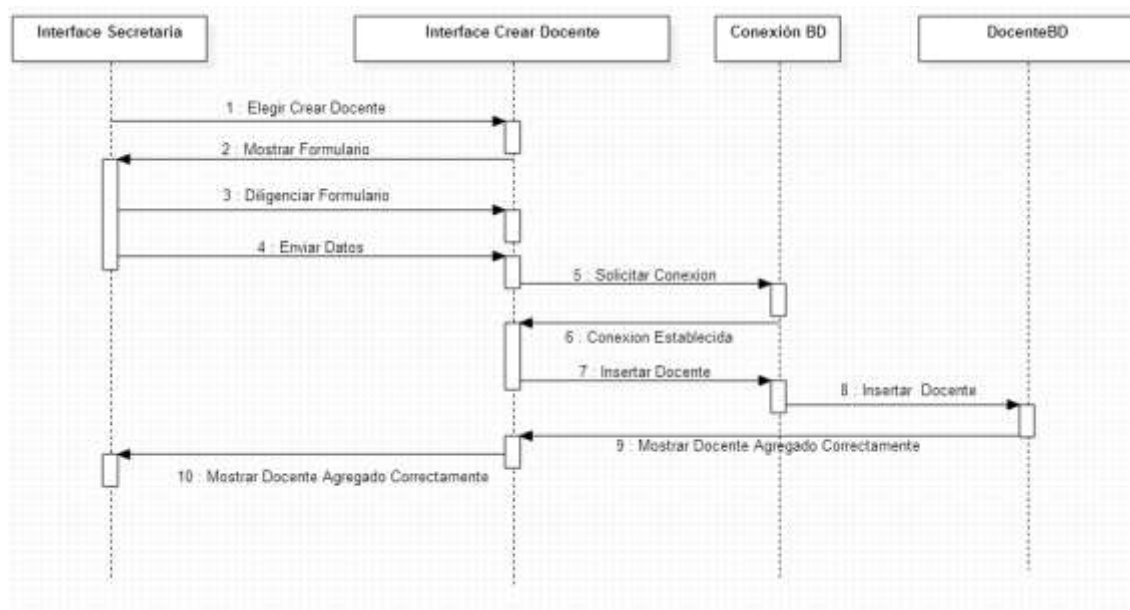 Interface Secretaria
Interface Crear Docente
Conexión BD
DocenteBD
1 : Elegir Crear Docente
2 : Mostrar Formulario
3 : Diligenciar Formulario
4 : Enviar Datos
5 : Solicitar Conexion
6 : Conexion Establecida
7 : Insertar Docente
8 : Insertar Docente
9 : Mostrar Docente Agregado Correctamente
10 : Mostrar Docente Agregado Correctamente